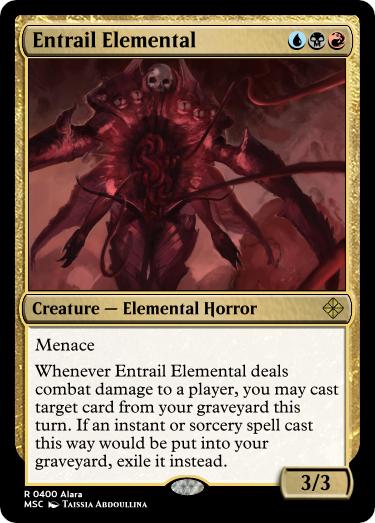 Entrail Elemental
Creature — Elemental Horror
Menace
Whenever Entrail Elemental deals
combat damage to a player, you may cast
target card from your graveyard this
turn. If an instant or sorcery spell cast
this way would be put into your
graveyard, exile it instead.
3/3
R 0400 Alara
MSC Taissia Abdoullina